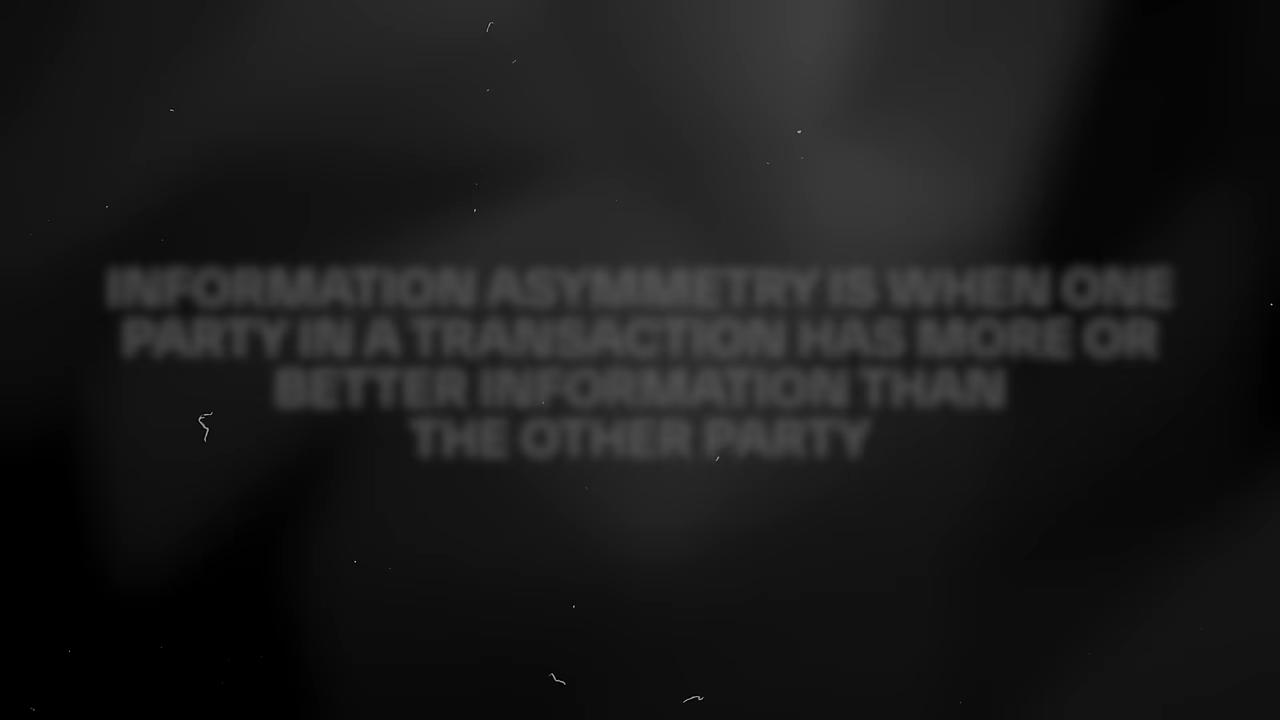 INFORMATION ASYMMETRY IS WHEN ONE
PARTY IN A TRANSACTION HAS MORE OR
BETTER INFORMATION THAN
THE OTHER PARTY